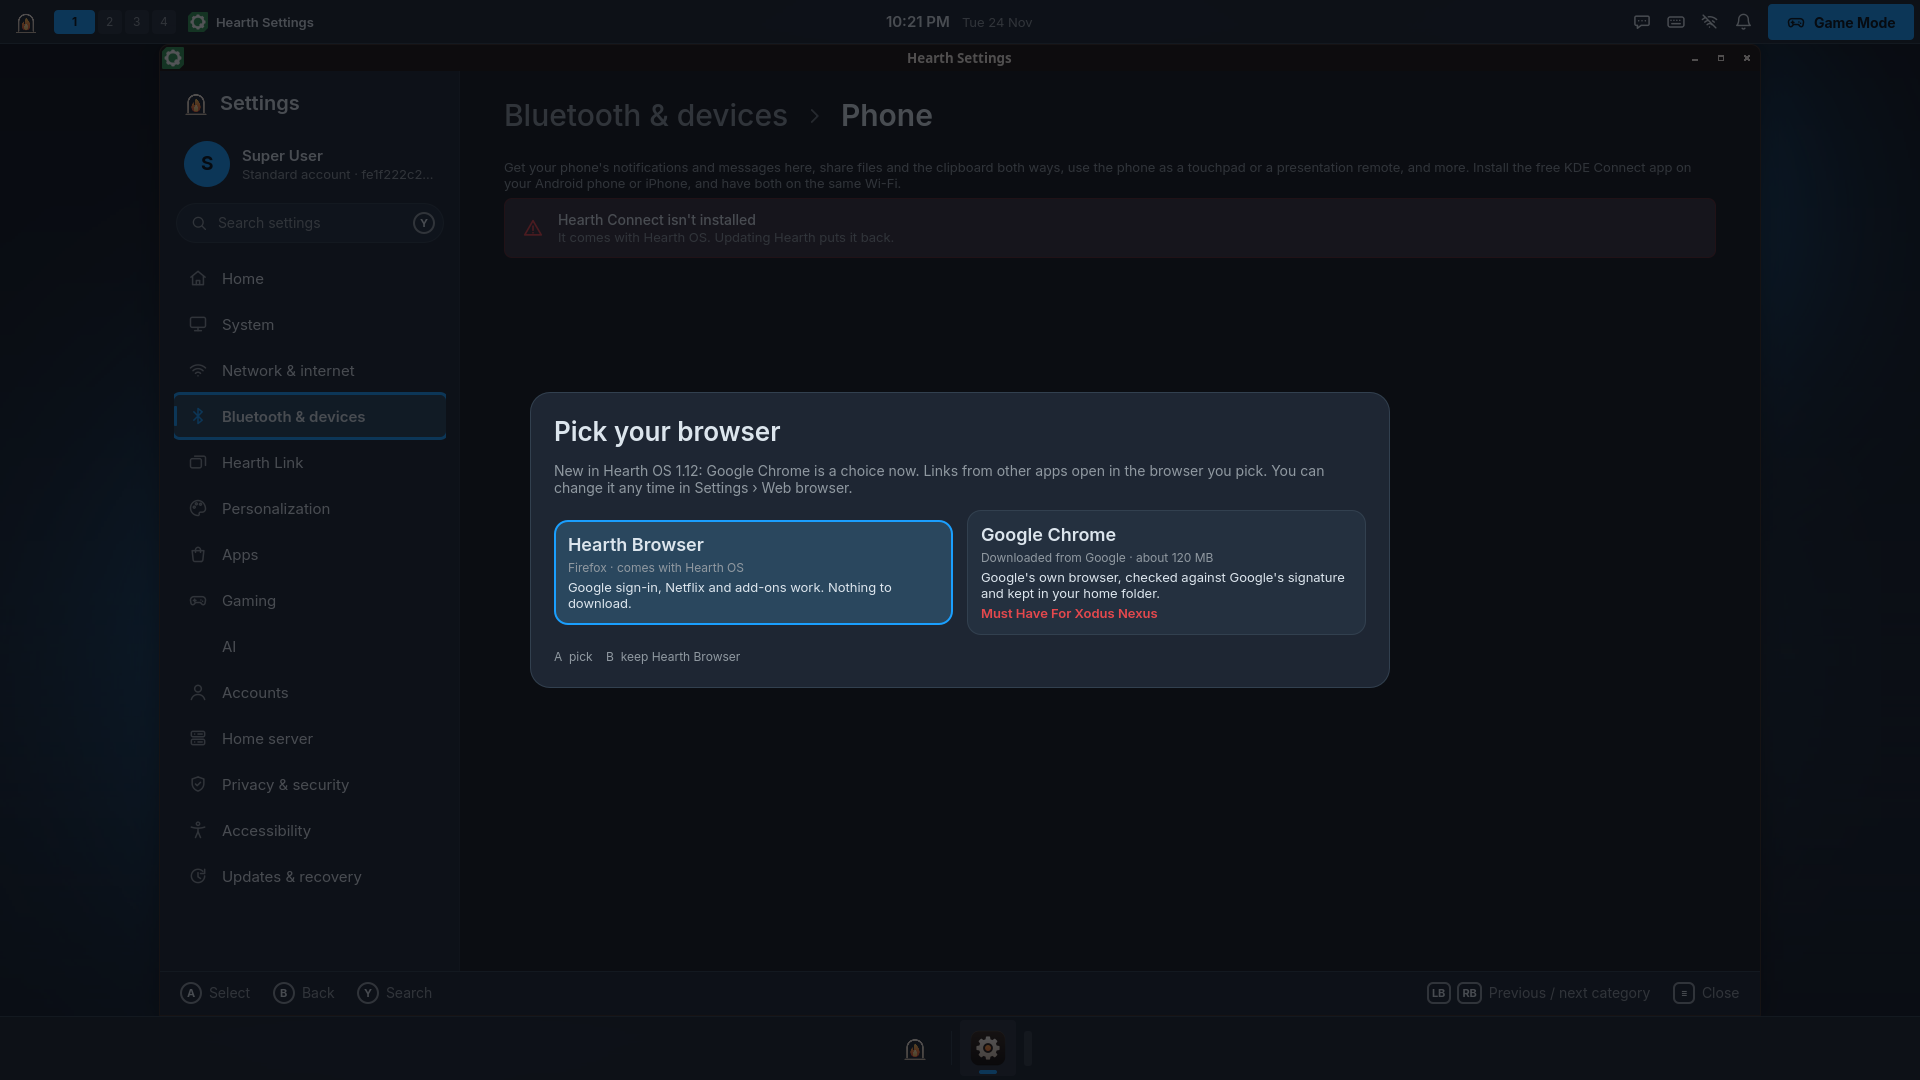 1
2
3
4
Hearth Settings
10:21 PM
Tue 24 Nov
Game Mode
Hearth Settings
Settings
S
Super User
Standard account · fe1f222c2...
Search settings
Y
Home
System
Network & internet
Bluetooth & devices
Hearth Link
Personalization
Apps
Gaming
AI
Accounts
Home server
Privacy & security
Accessibility
Updates & recovery
Bluetooth & devices › Phone
Get your phone's notifications and messages here, share files and the clipboard both ways, use the phone as a touchpad or a presentation remote, and more. Install the free KDE Connect app on
your Android phone or iPhone, and have both on the same Wi-Fi.
Hearth Connect isn't installed
It comes with Hearth OS. Updating Hearth puts it back.
Pick your browser
New in Hearth OS 1.12: Google Chrome is a choice now. Links from other apps open in the browser you pick. You can
change it any time in Settings › Web browser.
Hearth Browser
Firefox · comes with Hearth OS
Google sign-in, Netflix and add-ons work. Nothing to
download.
Google Chrome
Downloaded from Google · about 120 MB
Google's own browser, checked against Google's signature
and kept in your home folder.
Must Have For Xodus Nexus
A pick B keep Hearth Browser
A Select B Back Y Search
LB RB Previous / next category ≡ Close